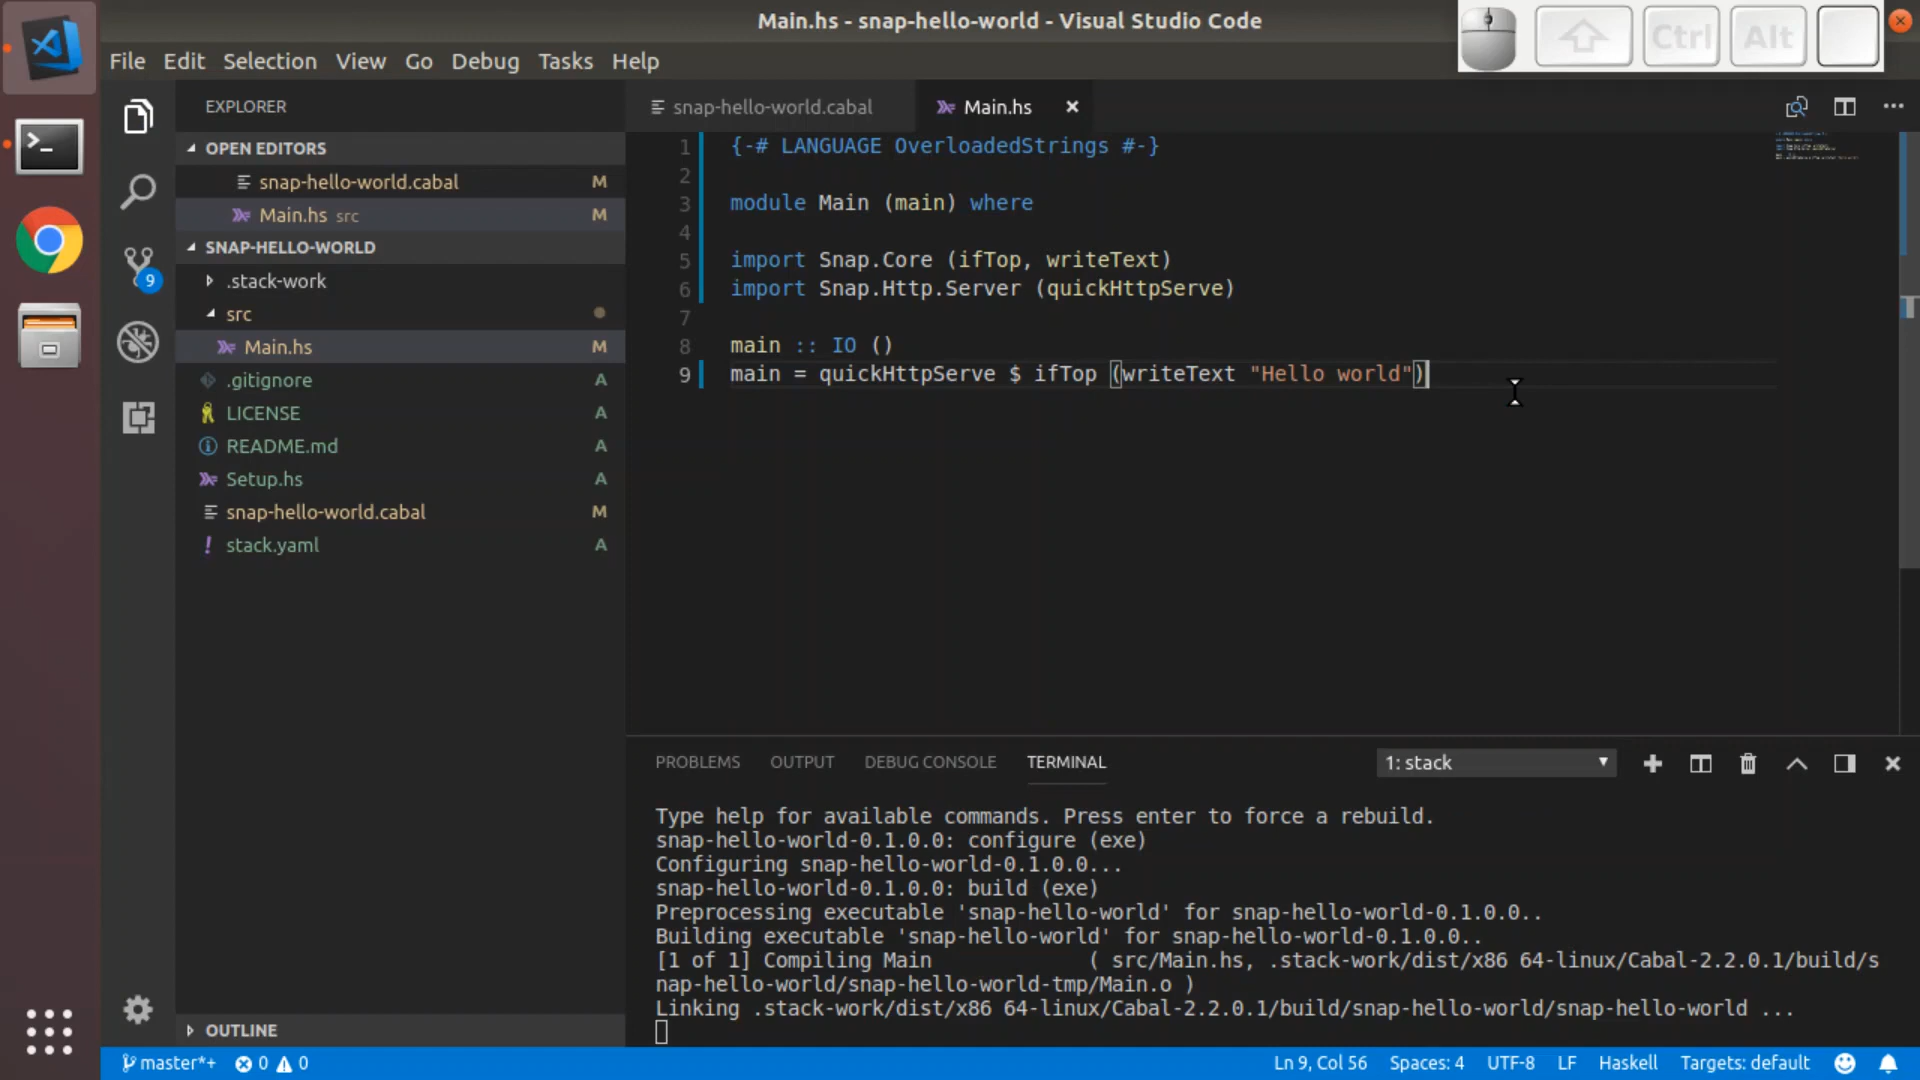 Main.hs - snap-hello-world - Visual Studio Code
Ctrl
Alt
File Edit Selection View Go Debug Tasks Help
EXPLORER
OPEN EDITORS
snap-hello-world.cabal M
Main.hs src M
SNAP-HELLO-WORLD
.stack-work
src
Main.hs M
.gitignore A
LICENSE A
README.md A
Setup.hs A
snap-hello-world.cabal M
stack.yaml A
OUTLINE
9
snap-hello-world.cabal Main.hs
1 {-# LANGUAGE OverloadedStrings #-}
2
3 module Main (main) where
4
5 import Snap.Core (ifTop, writeText)
6 import Snap.Http.Server (quickHttpServe)
7
8 main :: IO ()
9 main = quickHttpServe $ ifTop (writeText "Hello world")
PROBLEMS OUTPUT DEBUG CONSOLE TERMINAL 1: stack
Type help for available commands. Press enter to force a rebuild.
snap-hello-world-0.1.0.0: configure (exe)
Configuring snap-hello-world-0.1.0.0...
snap-hello-world-0.1.0.0: build (exe)
Preprocessing executable 'snap-hello-world' for snap-hello-world-0.1.0.0..
Building executable 'snap-hello-world' for snap-hello-world-0.1.0.0..
[1 of 1] Compiling Main ( src/Main.hs, .stack-work/dist/x86 64-linux/Cabal-2.2.0.1/build/s
nap-hello-world/snap-hello-world-tmp/Main.o )
Linking .stack-work/dist/x86 64-linux/Cabal-2.2.0.1/build/snap-hello-world/snap-hello-world ...
master*+ 0 0 Ln 9, Col 56 Spaces: 4 UTF-8 LF Haskell Targets: default